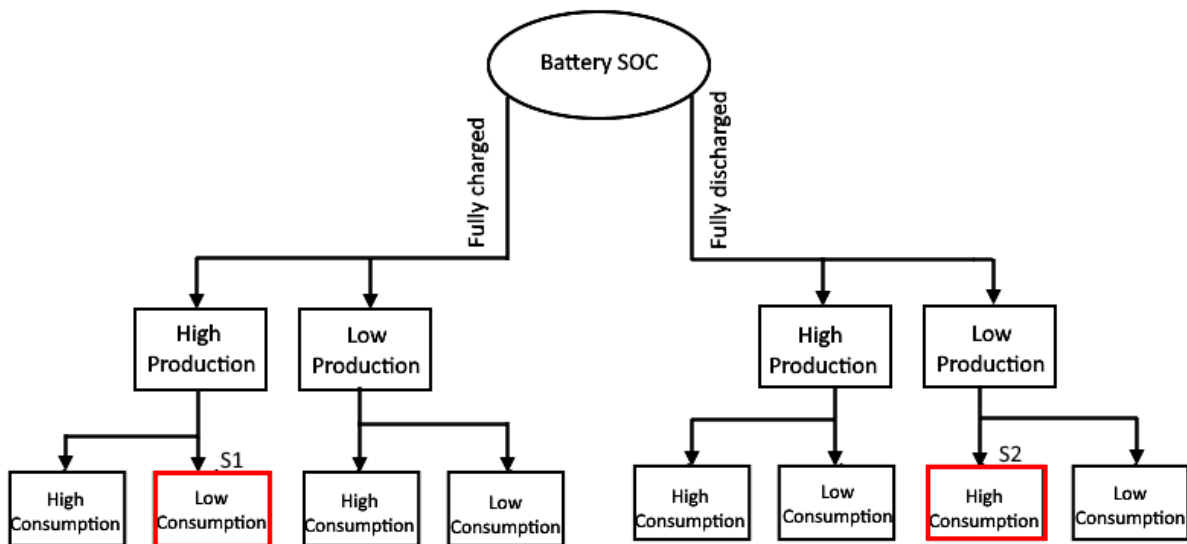 Battery SOC
Fully charged
Fully discharged
High
Production
Low
Production
High
Production
Low
Production
S1
S2
High
Consumption
Low
Consumption
High
Consumption
Low
Consumption
High
Consumption
Low
Consumption
High
Consumption
Low
Consumption